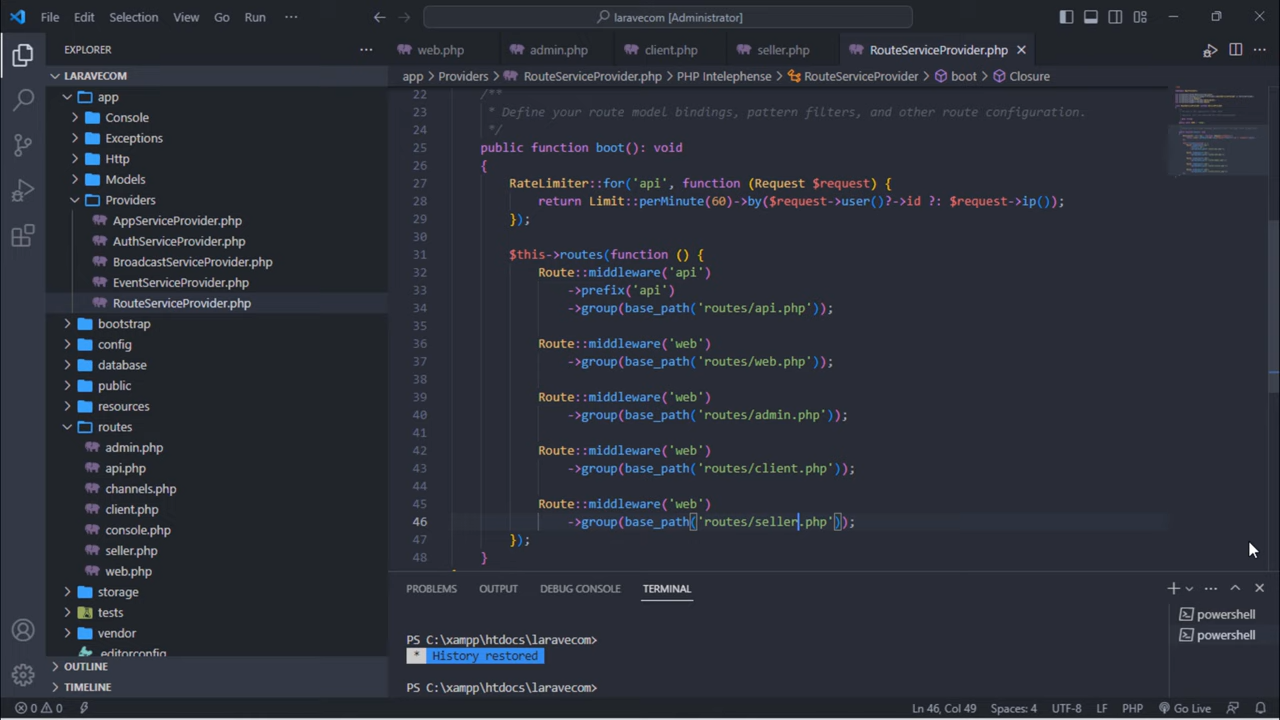 File Edit Selection View Go Run ··· laravecom [Administrator]
EXPLORER ···
LARAVECOM
app
Console
Exceptions
Http
Models
Providers
AppServiceProvider.php
AuthServiceProvider.php
BroadcastServiceProvider.php
EventServiceProvider.php
RouteServiceProvider.php
bootstrap
config
database
public
resources
routes
admin.php
api.php
channels.php
client.php
console.php
seller.php
web.php
storage
tests
vendor
.editorconfig
OUTLINE
TIMELINE
web.php admin.php client.php seller.php RouteServiceProvider.php
app > Providers > RouteServiceProvider.php > PHP Intelephense > RouteServiceProvider > boot > Closure
22 /**
23 * Define your route model bindings, pattern filters, and other route configuration.
24 */
25 public function boot(): void
26 {
27 RateLimiter::for('api', function (Request $request) {
28 return Limit::perMinute(60)->by($request->user()?->id ?: $request->ip());
29 });
30
31 $this->routes(function () {
32 Route::middleware('api')
33 ->prefix('api')
34 ->group(base_path('routes/api.php'));
35
36 Route::middleware('web')
37 ->group(base_path('routes/web.php'));
38
39 Route::middleware('web')
40 ->group(base_path('routes/admin.php'));
41
42 Route::middleware('web')
43 ->group(base_path('routes/client.php'));
44
45 Route::middleware('web')
46 ->group(base_path('routes/seller.php'));
47 });
48 }
PROBLEMS OUTPUT DEBUG CONSOLE TERMINAL
PS C:\xampp\htdocs\laravecom>
* History restored
PS C:\xampp\htdocs\laravecom>
powershell
powershell
0 0 Ln 46, Col 49 Spaces: 4 UTF-8 LF PHP Go Live